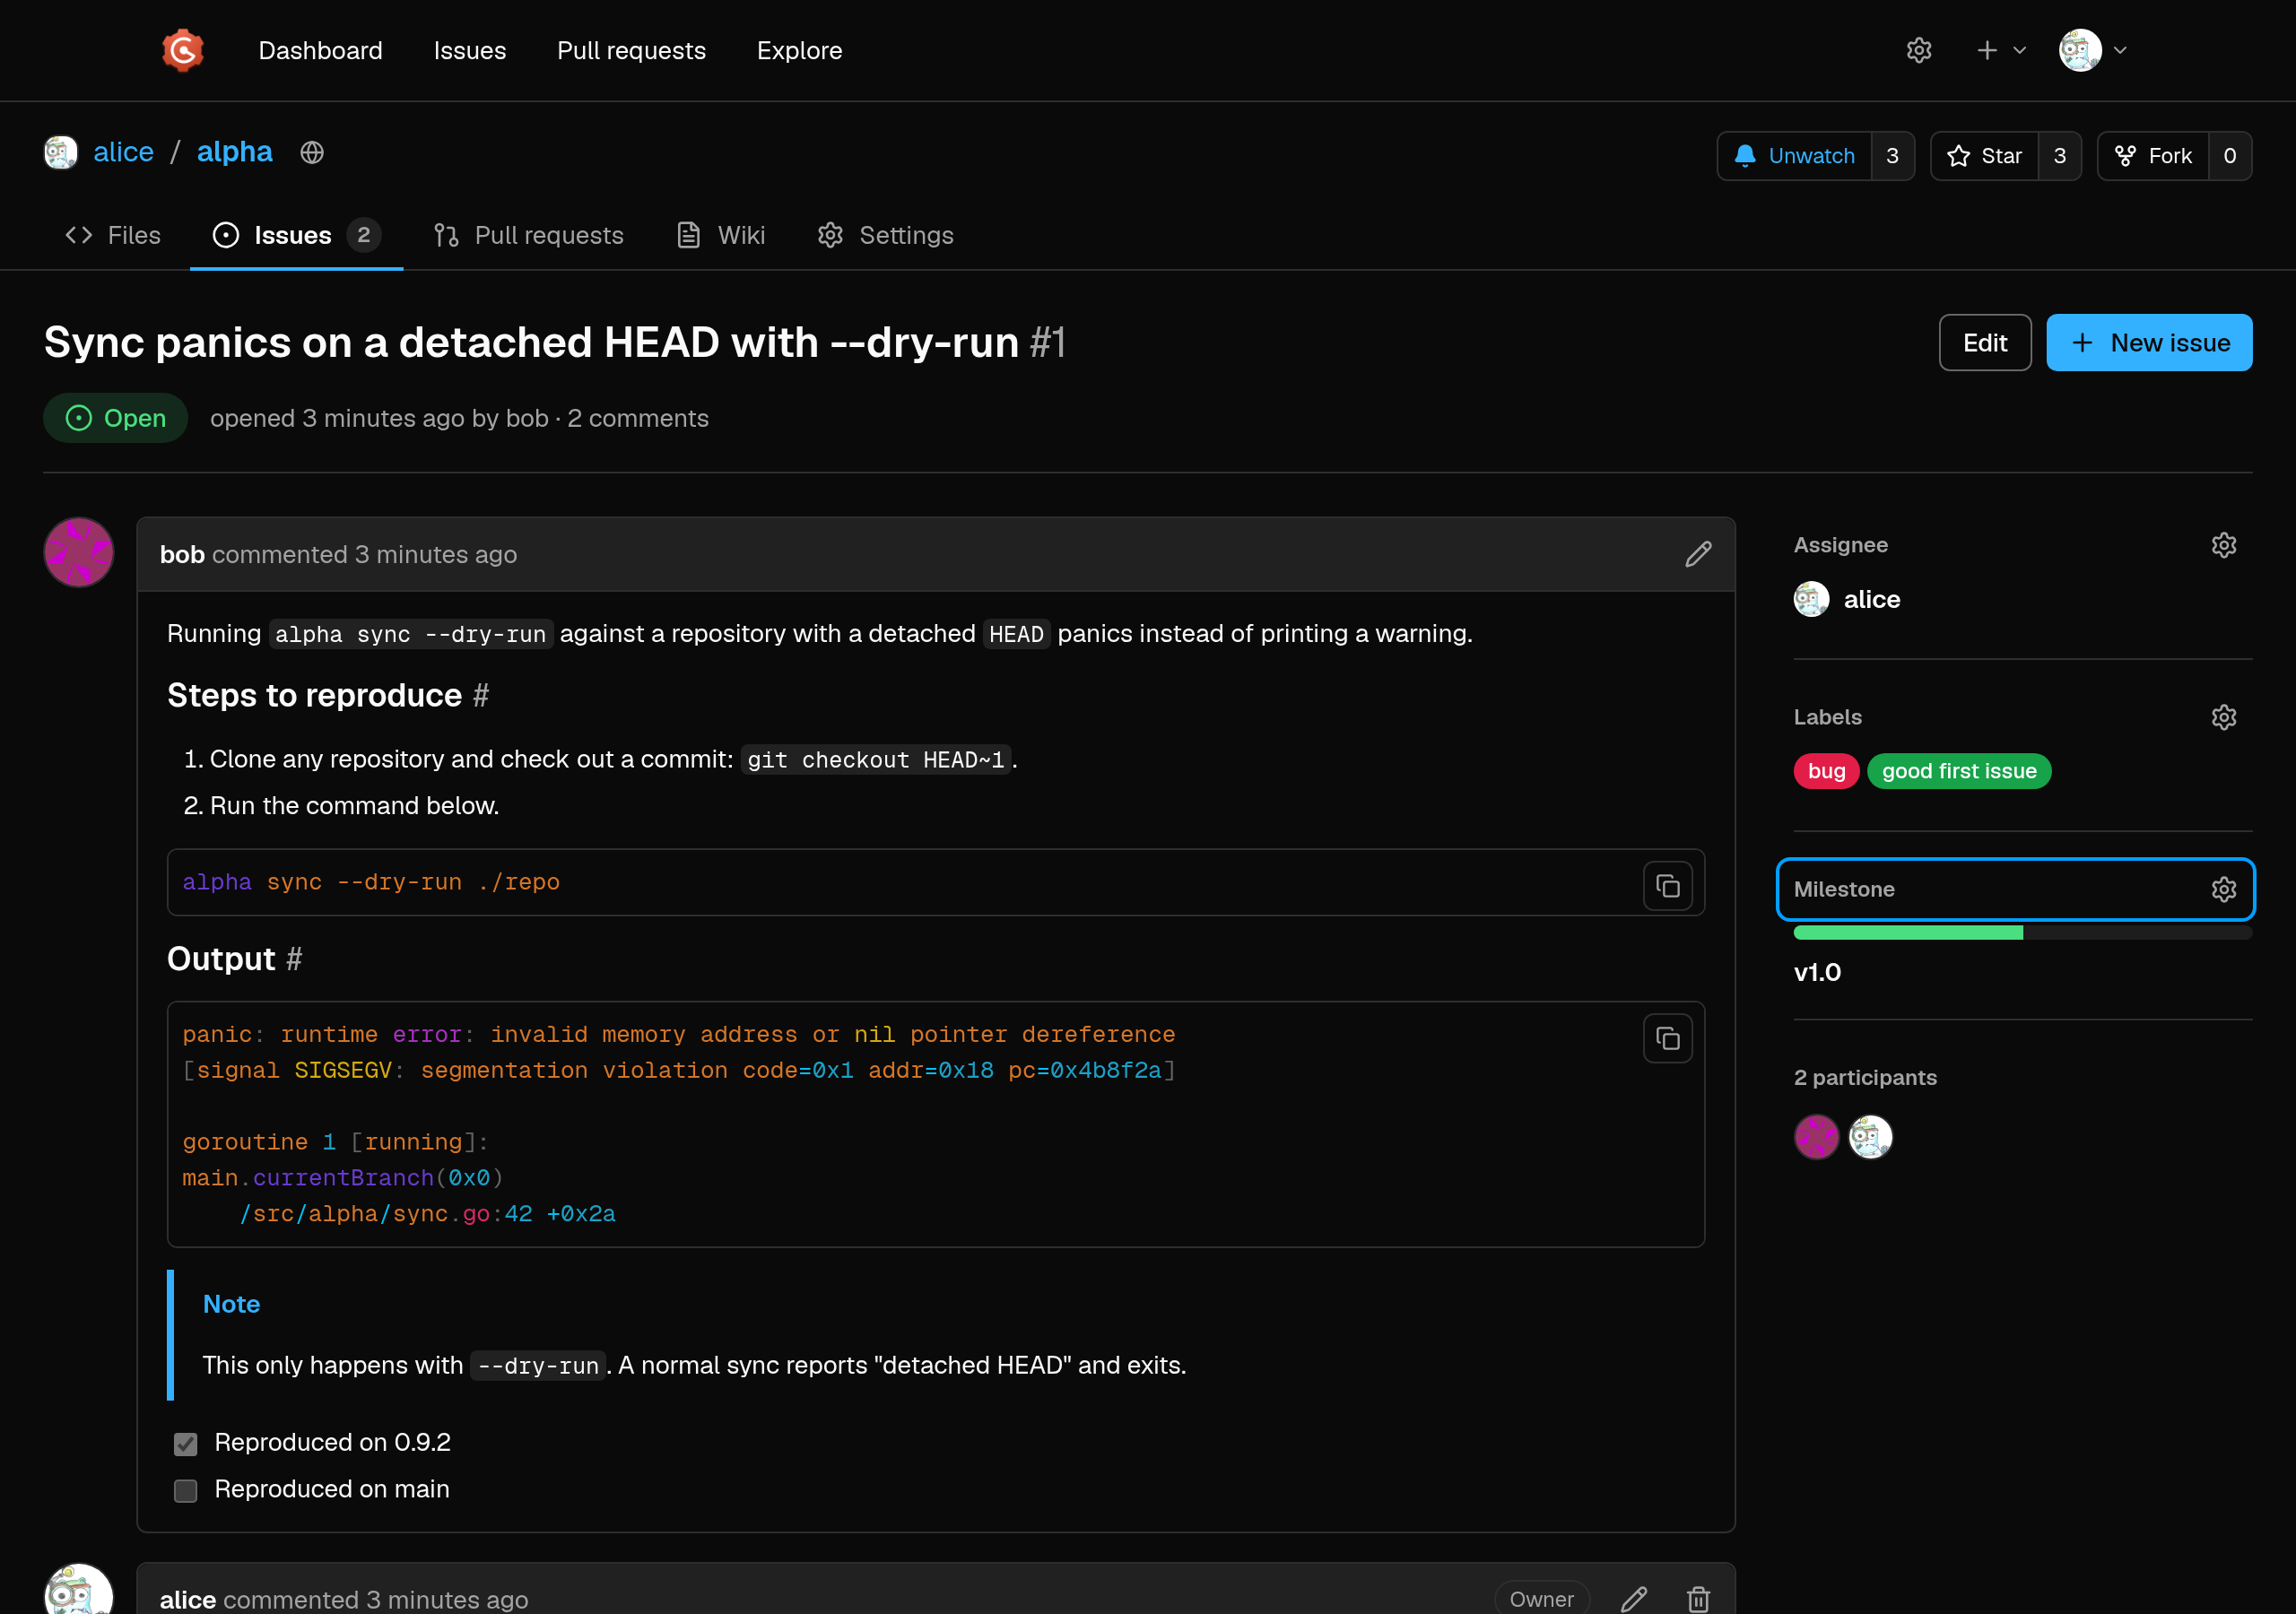 Dashboard Issues Pull requests Explore
alice / alpha
Unwatch 3 Star 3 Fork 0
Files Issues 2 Pull requests Wiki Settings
Sync panics on a detached HEAD with --dry-run #1
Edit New issue
Open opened 3 minutes ago by bob · 2 comments
bob commented 3 minutes ago
Running alpha sync --dry-run against a repository with a detached HEAD panics instead of printing a warning.
Steps to reproduce #
1. Clone any repository and check out a commit: git checkout HEAD~1.
2. Run the command below.
alpha sync --dry-run ./repo
Output #
panic: runtime error: invalid memory address or nil pointer dereference
[signal SIGSEGV: segmentation violation code=0x1 addr=0x18 pc=0x4b8f2a]
goroutine 1 [running]:
main.currentBranch(0x0)
/src/alpha/sync.go:42 +0x2a
Note
This only happens with --dry-run. A normal sync reports "detached HEAD" and exits.
Reproduced on 0.9.2
Reproduced on main
alice commented 3 minutes ago Owner
Assignee
alice
Labels
bug good first issue
Milestone
v1.0
2 participants